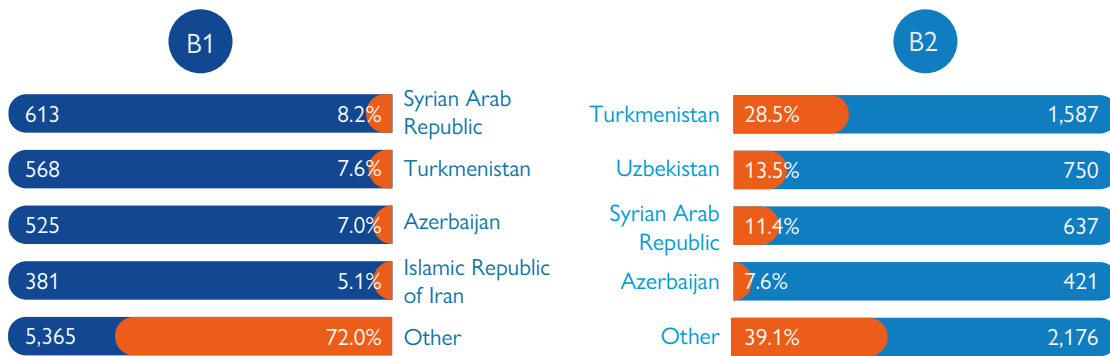 B1
613 8.2% Syrian Arab
Republic
568 7.6% Turkmenistan
525 7.0% Azerbaijan
381 5.1% Islamic Republic
of Iran
5,365 72.0% Other
B2
Turkmenistan 28.5% 1,587
Uzbekistan 13.5% 750
Syrian Arab
Republic 11.4% 637
Azerbaijan 7.6% 421
Other 39.1% 2,176